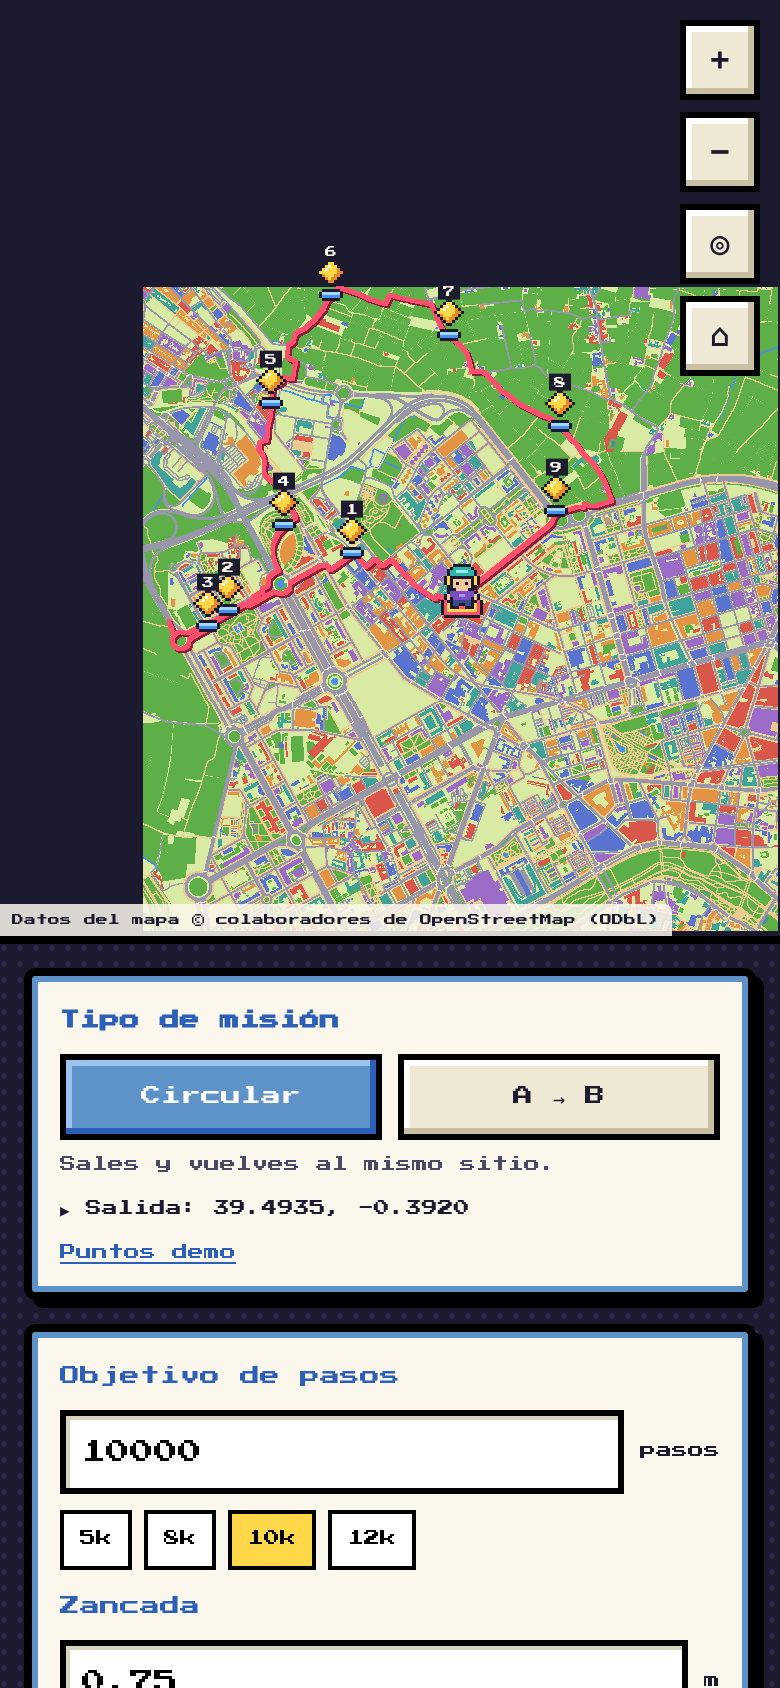 +
−
◎
⌂
6
7
5
8
9
4
1
2
3
Datos del mapa © colaboradores de OpenStreetMap (ODbL)
Tipo de misión
Circular
A → B
Sales y vuelves al mismo sitio.
▸ Salida: 39.4935, -0.3920
Puntos demo
Objetivo de pasos
10000 pasos
5k 8k 10k 12k
Zancada
0.75 m